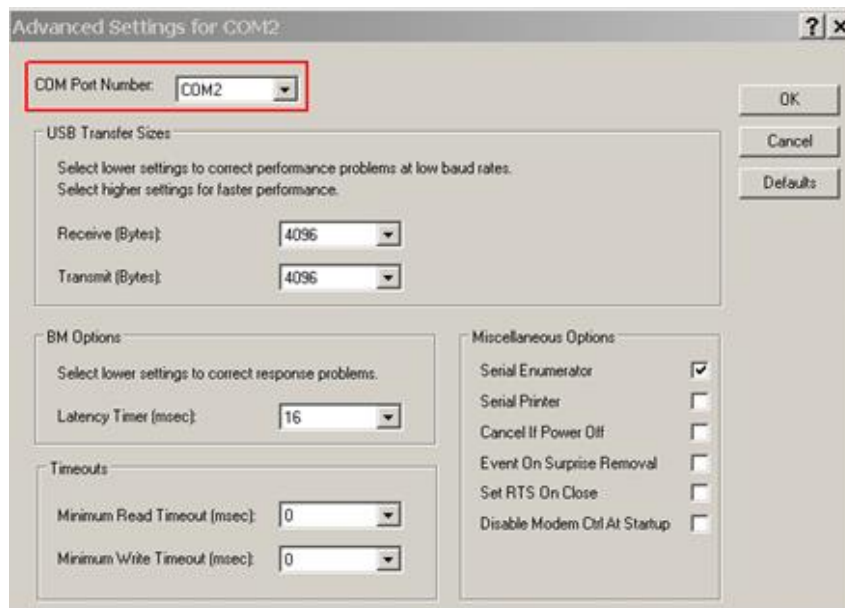 Advanced Settings for COM2
COM Port Number: COM2
OK
Cancel
Defaults
USB Transfer Sizes
Select lower settings to correct performance problems at low baud rates.
Select higher settings for faster performance.
Receive (Bytes): 4096
Transmit (Bytes): 4096
BM Options
Select lower settings to correct response problems.
Latency Timer (msec): 16
Timeouts
Minimum Read Timeout (msec): 0
Minimum Write Timeout (msec): 0
Miscellaneous Options
Serial Enumerator
Serial Printer
Cancel If Power Off
Event On Surprise Removal
Set RTS On Close
Disable Modem Ctrl At Startup